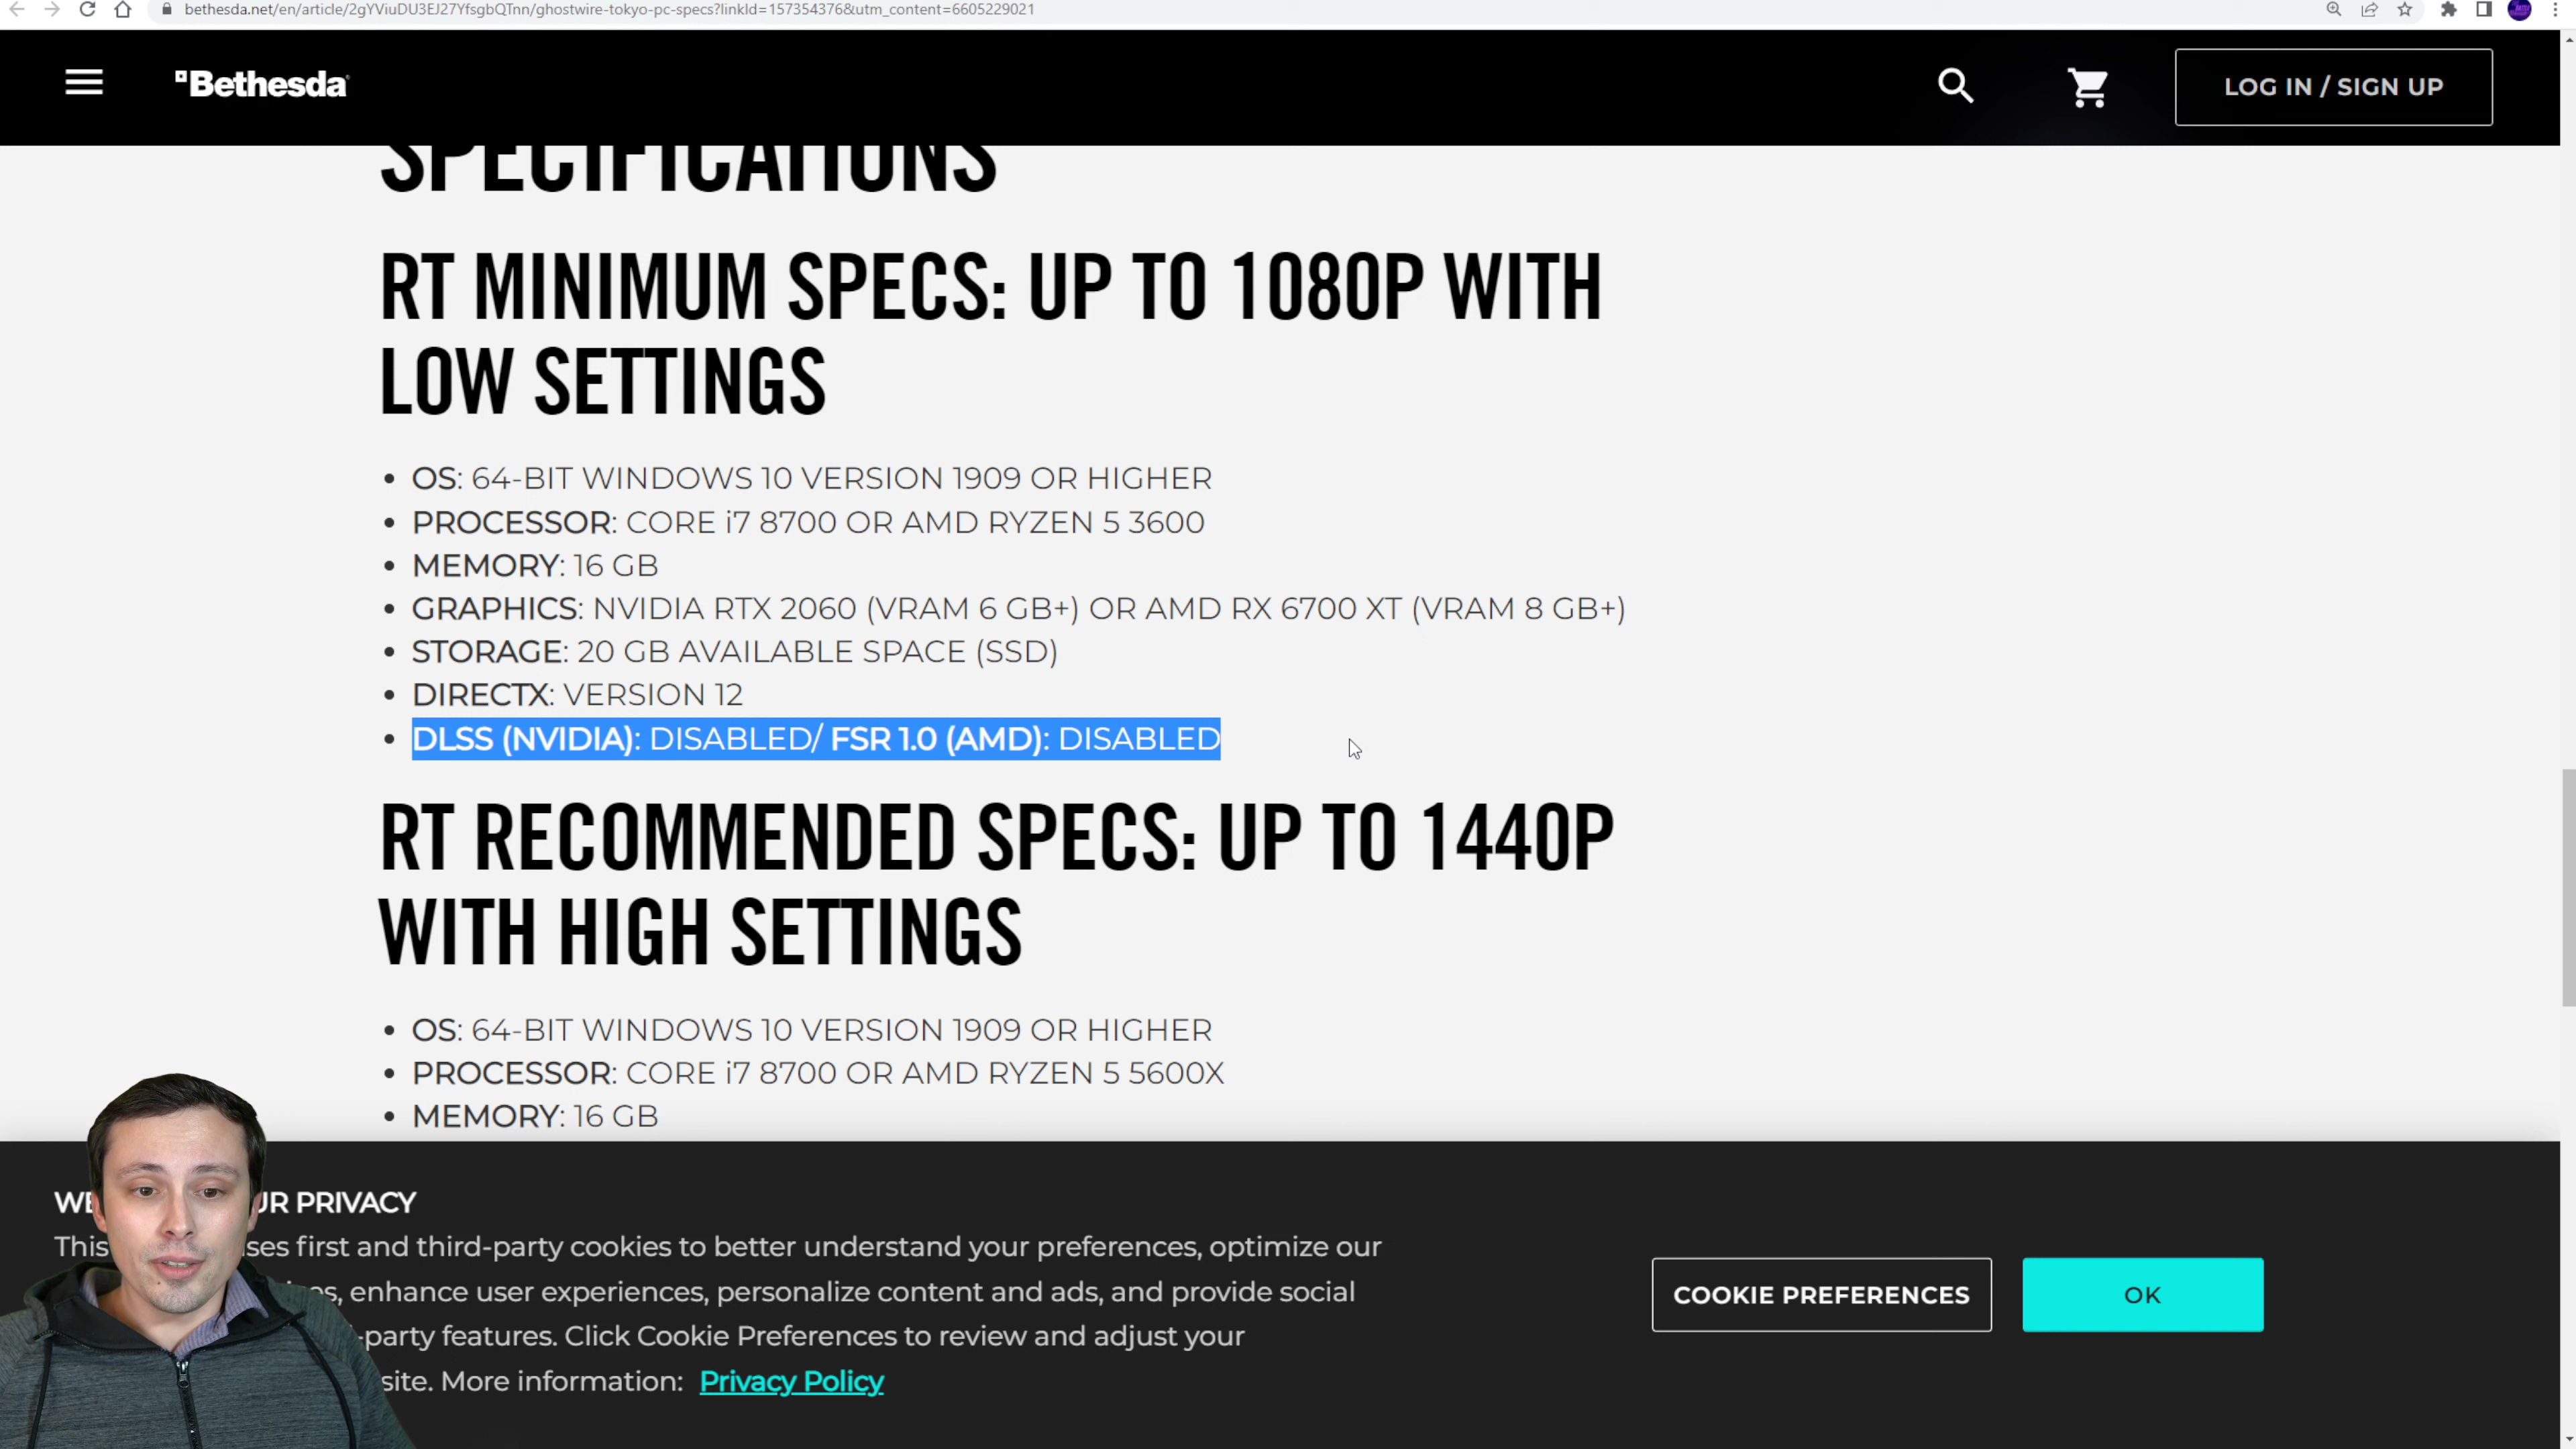 bethesda.net/en/article/2gYViuDU3EJ27YfsgbQTnn/ghostwire-tokyo-pc-specs?linkId=157354376&utm_content=6605229021
Bethesda
LOG IN / SIGN UP
SPECIFICATIONS
RT MINIMUM SPECS: UP TO 1080P WITH
LOW SETTINGS
• OS: 64-BIT WINDOWS 10 VERSION 1909 OR HIGHER
• PROCESSOR: CORE i7 8700 OR AMD RYZEN 5 3600
• MEMORY: 16 GB
• GRAPHICS: NVIDIA RTX 2060 (VRAM 6 GB+) OR AMD RX 6700 XT (VRAM 8 GB+)
• STORAGE: 20 GB AVAILABLE SPACE (SSD)
• DIRECTX: VERSION 12
• DLSS (NVIDIA): DISABLED/ FSR 1.0 (AMD): DISABLED
RT RECOMMENDED SPECS: UP TO 1440P
WITH HIGH SETTINGS
• OS: 64-BIT WINDOWS 10 VERSION 1909 OR HIGHER
• PROCESSOR: CORE i7 8700 OR AMD RYZEN 5 5600X
• MEMORY: 16 GB
PRIVACY
This first and third-party cookies to better understand your preferences, optimize our
enhance user experiences, personalize content and ads, and provide social
-party features. Click Cookie Preferences to review and adjust your
site. More information: Privacy Policy
COOKIE PREFERENCES
OK